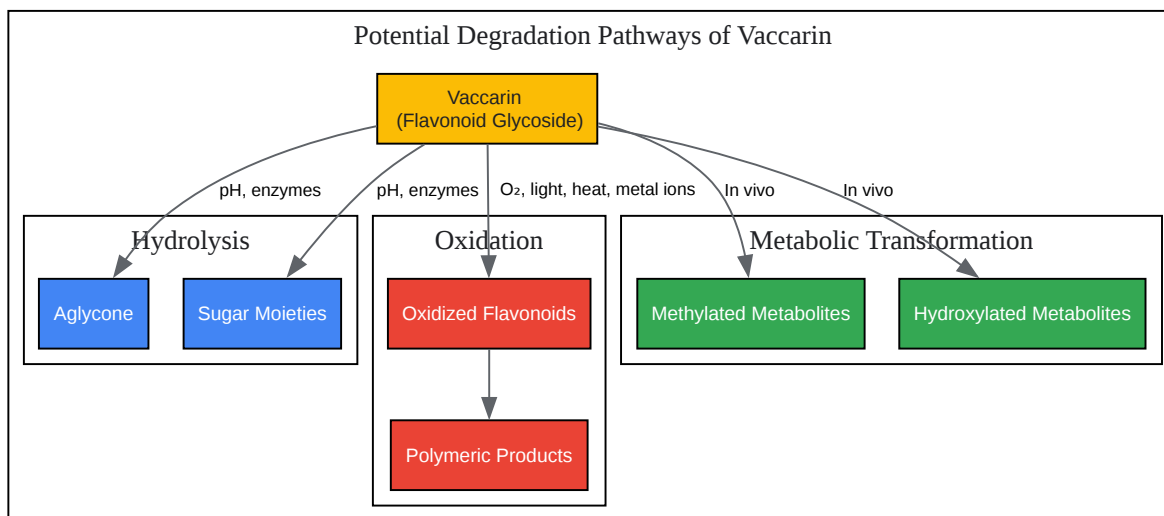 Potential Degradation Pathways of Vaccarin
Vaccarin
(Flavonoid Glycoside)
pH, enzymes
pH, enzymes
O₂, light, heat, metal ions
In vivo
In vivo
Hydrolysis
Oxidation
Metabolic Transformation
Aglycone
Sugar Moieties
Oxidized Flavonoids
Methylated Metabolites
Hydroxylated Metabolites
Polymeric Products